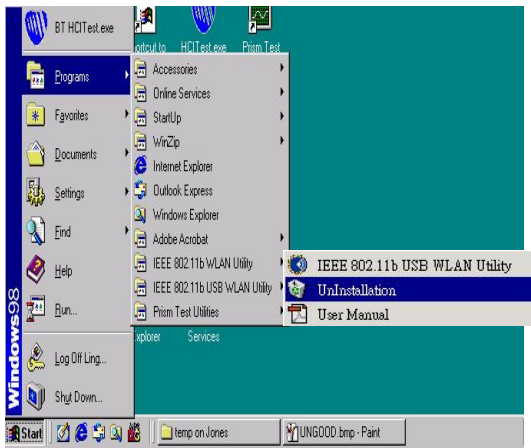 BT HCITest.exe
Programs
Favorites
Documents
Settings
Find
Help
Run...
Log Off Ling...
Shut Down...
Windows98
HCITest.exe
Prism Test
Accessories
Online Services
StartUp
WinZip
Internet Explorer
Outlook Express
Windows Explorer
Adobe Acrobat
IEEE 802.11b WLAN Utility
IEEE 802.11b USB WLAN Utility
Prism Test Utilities
IEEE 802.11b USB WLAN Utility
UnInstallation
User Manual
Services
Start
temp on Jones
UNGOOD.bmp - Paint